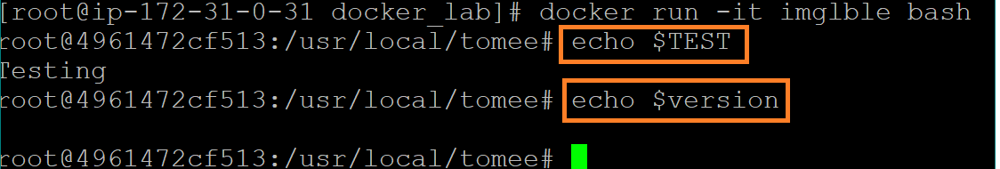 [root@ip-172-31-0-31 docker_lab]# docker run -it imglble bash
root@4961472cf513:/usr/local/tomee# echo $TEST
Testing
root@4961472cf513:/usr/local/tomee# echo $version
root@4961472cf513:/usr/local/tomee#